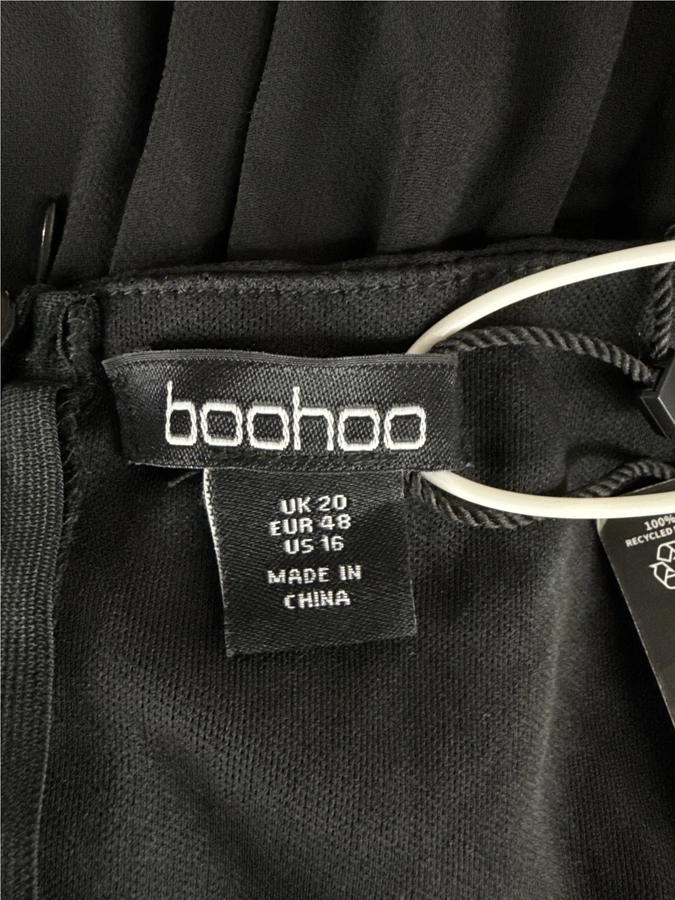 boohoo
UK 20
EUR 48
US 16
MADE IN
CHINA
100%
RECYCLED